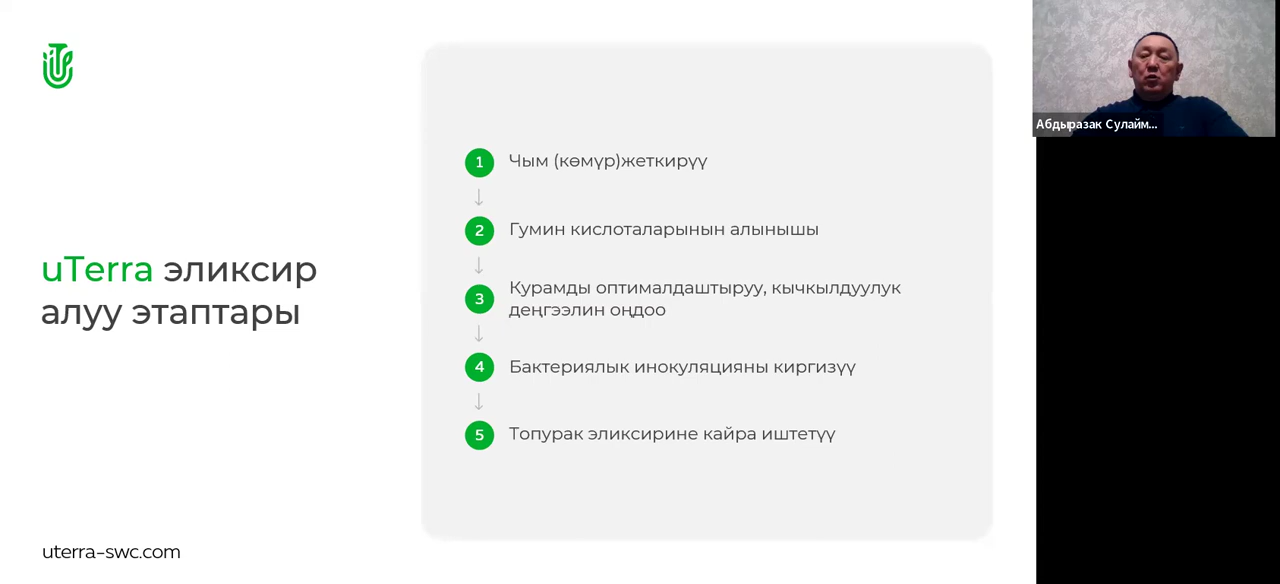 uTerra эликсир
алуу этаптары
1 Чым (көмүр)жеткирүү
2 Гумин кислоталарынын алынышы
3 Курамды оптималдаштыруу, кычкылдуулук
деңгээлин оңдоо
4 Бактериялык инокуляцияны киргизүү
5 Топурак эликсирине кайра иштетүү
uterra-swc.com
Абдыразак Сулайм...